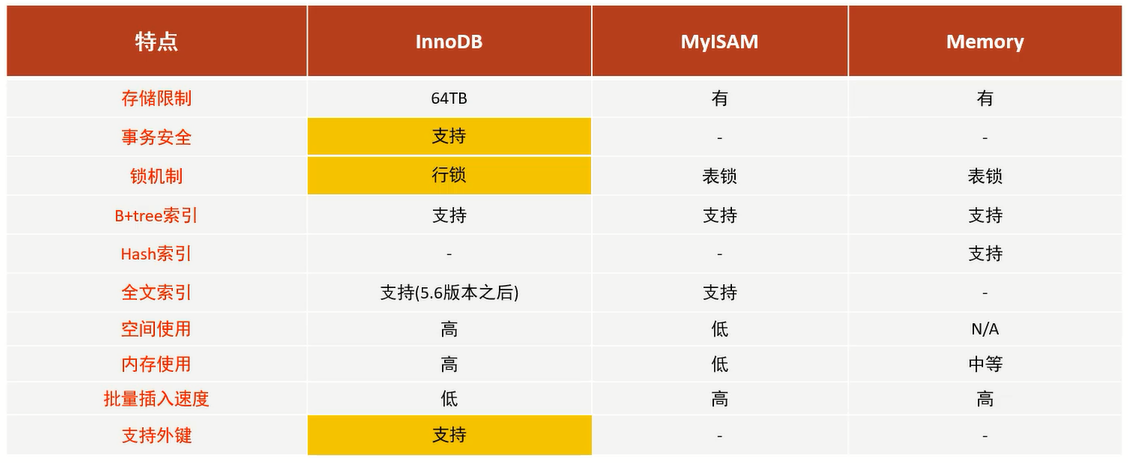 特点 InnoDB MyISAM Memory
存储限制 64TB 有 有
事务安全 支持 - -
锁机制 行锁 表锁 表锁
B+tree索引 支持 支持 支持
Hash索引 - - 支持
全文索引 支持(5.6版本之后) 支持 -
空间使用 高 低 N/A
内存使用 高 低 中等
批量插入速度 低 高 高
支持外键 支持 - -